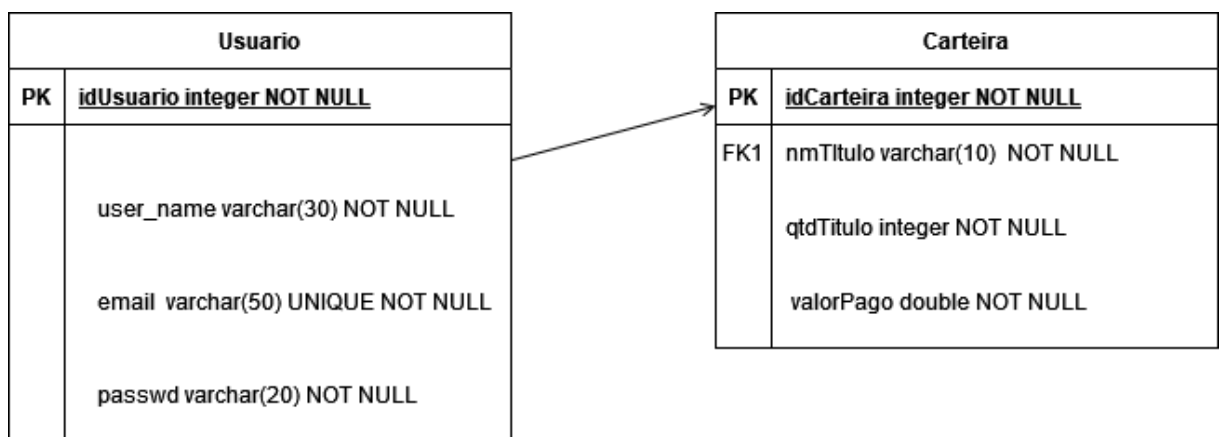 Usuario
PK idUsuario integer NOT NULL
user_name varchar(30) NOT NULL
email varchar(50) UNIQUE NOT NULL
passwd varchar(20) NOT NULL
Carteira
PK idCarteira integer NOT NULL
FK1 nmTItulo varchar(10) NOT NULL
qtdTitulo integer NOT NULL
valorPago double NOT NULL